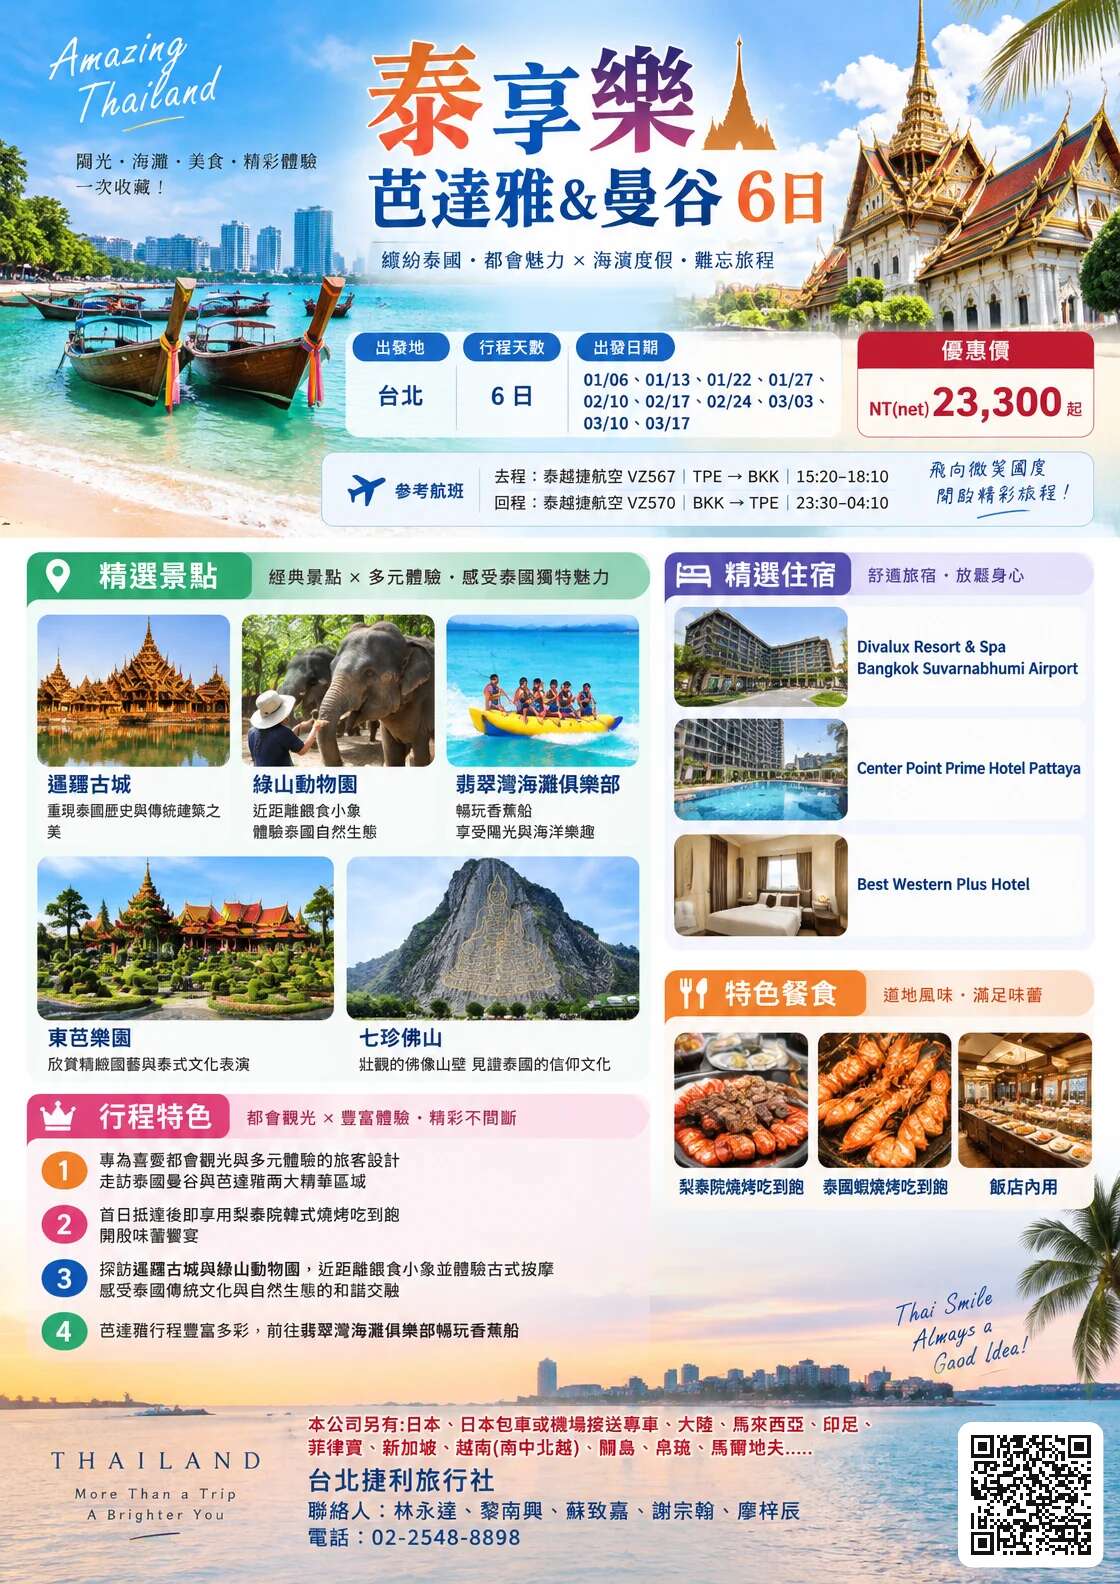 Amazing
Thailand
陽光・海灘・美食・精彩體驗
一次收藏！
泰享樂
芭達雅&曼谷 6日
繽紛泰國・都會魅力 × 海濱度假・難忘旅程
出發地
台北
行程天數
6 日
出發日期
01/06、01/13、01/22、01/27、
02/10、02/17、02/24、03/03、
03/10、03/17
優惠價
NT(net) 23,300 起
參考航班
去程：泰越捷航空 VZ567｜TPE → BKK｜15:20–18:10
回程：泰越捷航空 VZ570｜BKK → TPE｜23:30–04:10
飛向微笑國度
開啟精彩旅程！
精選景點
經典景點 × 多元體驗・感受泰國獨特魅力
暹羅古城
重現泰國歷史與傳統建築之
美
綠山動物園
近距離餵食小象
體驗泰國自然生態
翡翠灣海灘俱樂部
暢玩香蕉船
享受陽光與海洋樂趣
東芭樂園
欣賞精緻園藝與泰式文化表演
七珍佛山
壯觀的佛像山壁 見證泰國的信仰文化
精選住宿
舒適旅宿・放鬆身心
Divalux Resort & Spa
Bangkok Suvarnabhumi Airport
Center Point Prime Hotel Pattaya
Best Western Plus Hotel
特色餐食
道地風味・滿足味蕾
梨泰院燒烤吃到飽
泰國蝦燒烤吃到飽
飯店內用
行程特色
都會觀光 × 豐富體驗・精彩不間斷
1
專為喜愛都會觀光與多元體驗的旅客設計
走訪泰國曼谷與芭達雅兩大精華區域
2
首日抵達後即享用梨泰院韓式燒烤吃到飽
開啟味蕾饗宴
3
探訪暹羅古城與綠山動物園，近距離餵食小象並體驗古式按摩
感受泰國傳統文化與自然生態的和諧交融
4
芭達雅行程豐富多彩，前往翡翠灣海灘俱樂部暢玩香蕉船
Thai Smile
Always a
Good Idea!
THAILAND
More Than a Trip
A Brighter You
本公司另有:日本、日本包車或機場接送專車、大陸、馬來西亞、印尼、
菲律賓、新加坡、越南(南中北越)、關島、帛琉、馬爾地夫.....
台北捷利旅行社
聯絡人：林永達、黎南興、蘇致嘉、謝宗翰、廖梓辰
電話：02-2548-8898